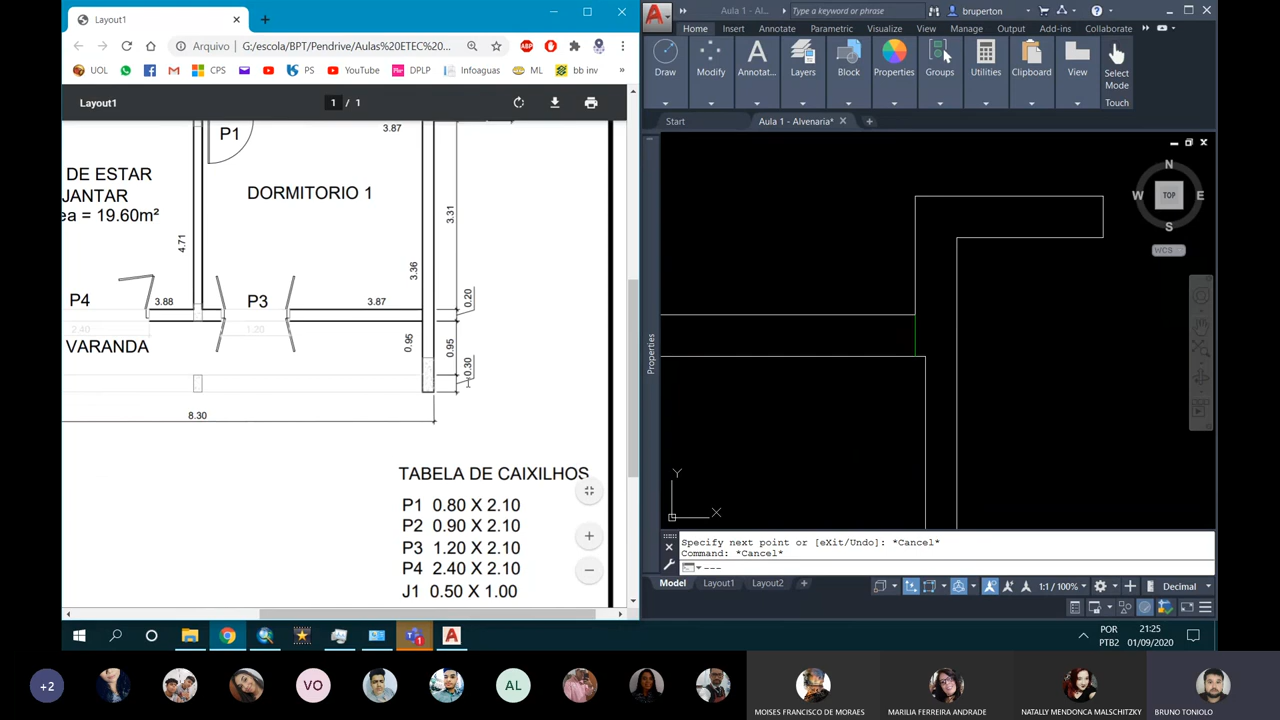 Layout1
Arquivo | G:/escola/BPT/Pendrive/Aulas%20ETEC%20...
UOL
CPS
PS
YouTube
DPLP
Infoaguas
ML
bb inv
Layout1
1 / 1
P1
3.87
DE ESTAR
JANTAR
ea = 19.60m²
DORMITORIO 1
3.31
4.71
3.36
P4
3.88
P3
3.87
0.20
2.40
1.20
VARANDA
0.95
0.95
0.30
8.30
TABELA DE CAIXILHOS
P1 0.80 X 2.10
P2 0.90 X 2.10
P3 1.20 X 2.10
P4 2.40 X 2.10
J1 0.50 X 1.00
Aula 1 - Al...
Type a keyword or phrase
bruperton
Home
Insert
Annotate
Parametric
Visualize
View
Manage
Output
Add-ins
Collaborate
Draw
Modify
Annotat...
Layers
Block
Properties
Groups
Utilities
Clipboard
View
Select
Mode
Touch
Start
Aula 1 - Alvenaria*
N
W
TOP
E
S
WCS
Properties
Y
X
Specify next point or [eXit/Undo]: *Cancel*
Command: *Cancel*
Model
Layout1
Layout2
1:1 / 100%
Decimal
POR
PTB2
21:25
01/09/2020
+2
VO
AL
MOISES FRANCISCO DE MORAES
MARILIA FERREIRA ANDRADE
NATALLY MENDONCA MALSCHITZKY
BRUNO TONIOLO